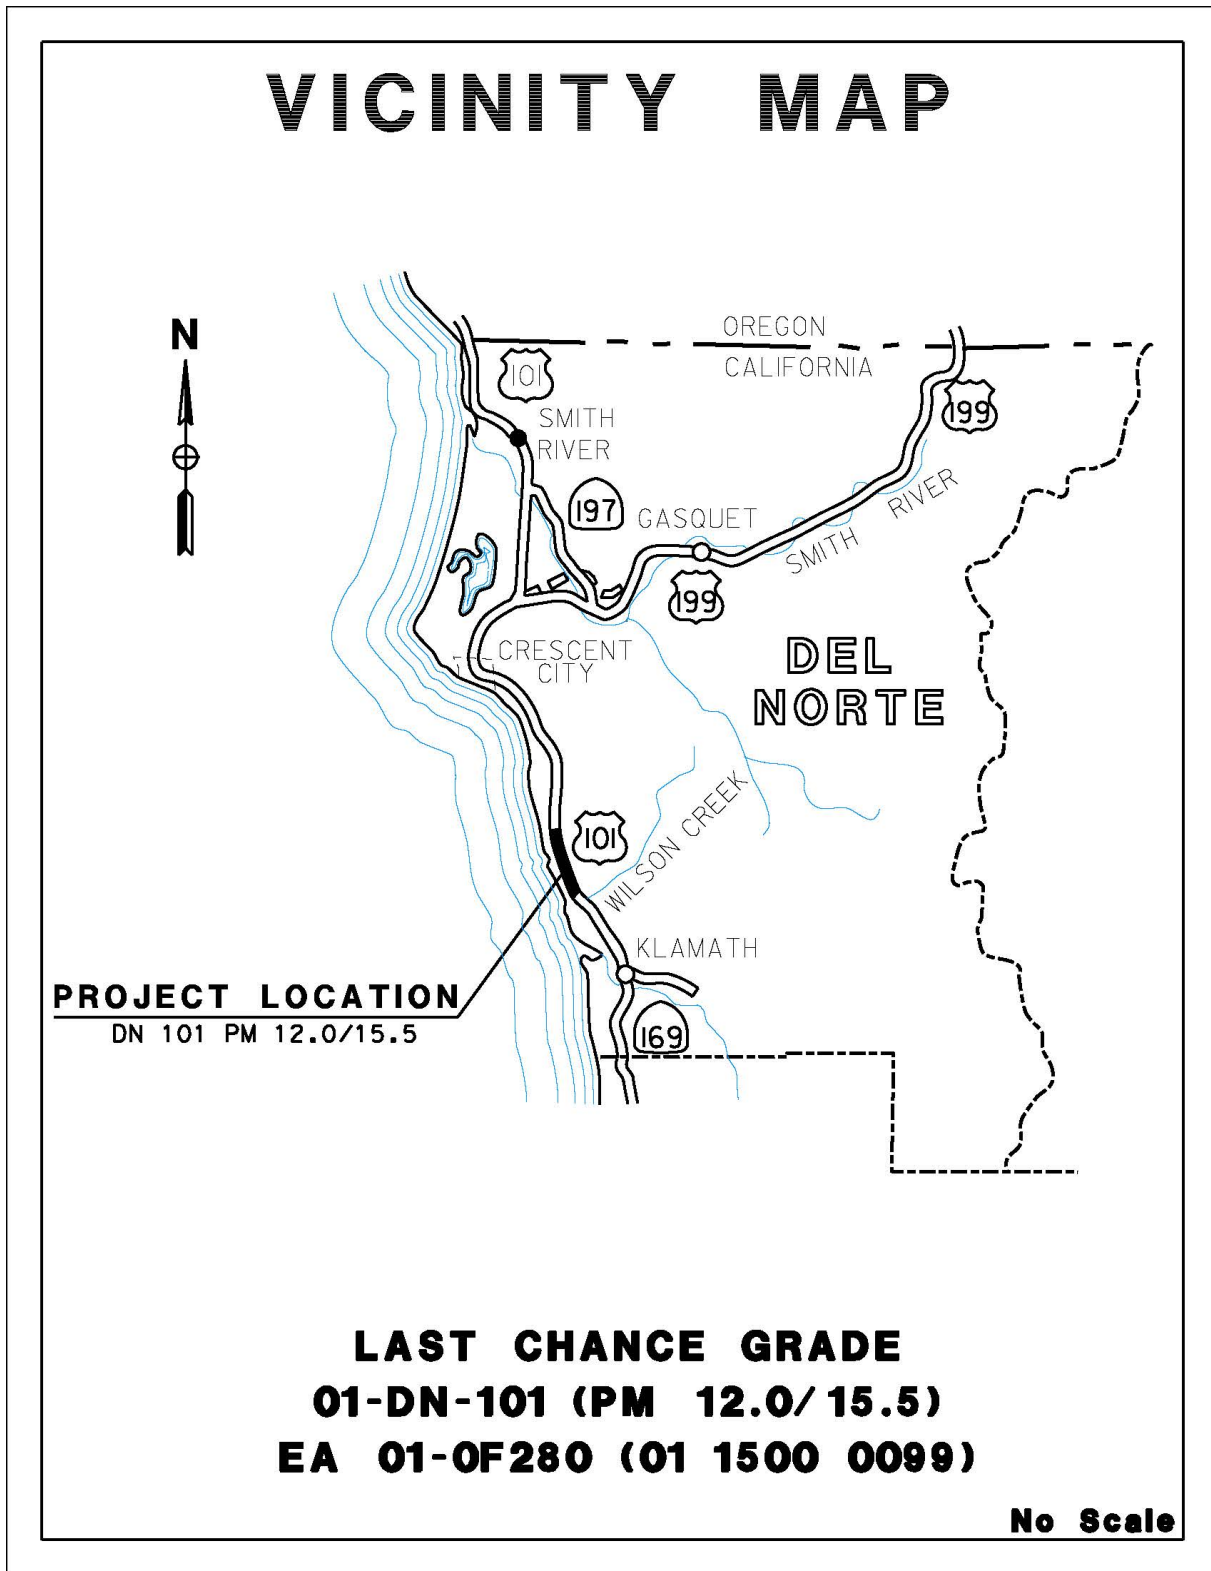 VICINITY MAP
N
OREGON
CALIFORNIA
101
199
SMITH
RIVER
197
GASQUET
SMITH RIVER
199
CRESCENT
CITY
DEL
NORTE
101
WILSON CREEK
KLAMATH
PROJECT LOCATION
DN 101 PM 12.0/15.5
169
LAST CHANCE GRADE
01-DN-101 (PM 12.0/15.5)
EA 01-0F280 (01 1500 0099)
No Scale